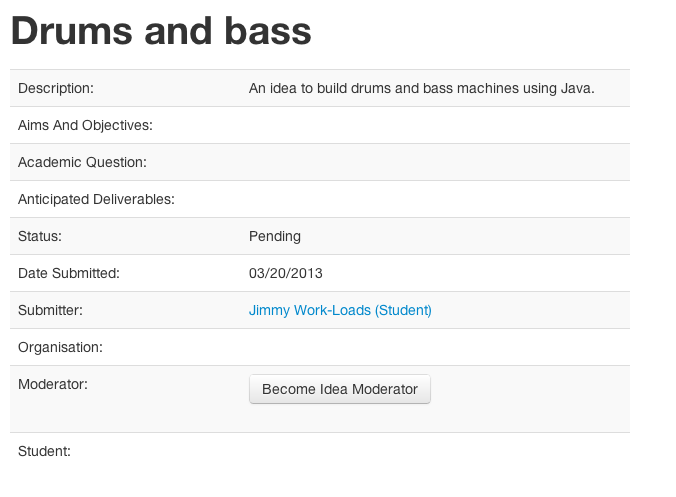 Drums and bass
Description: An idea to build drums and bass machines using Java.
Aims And Objectives:
Academic Question:
Anticipated Deliverables:
Status: Pending
Date Submitted: 03/20/2013
Submitter: Jimmy Work-Loads (Student)
Organisation:
Moderator: Become Idea Moderator
Student: